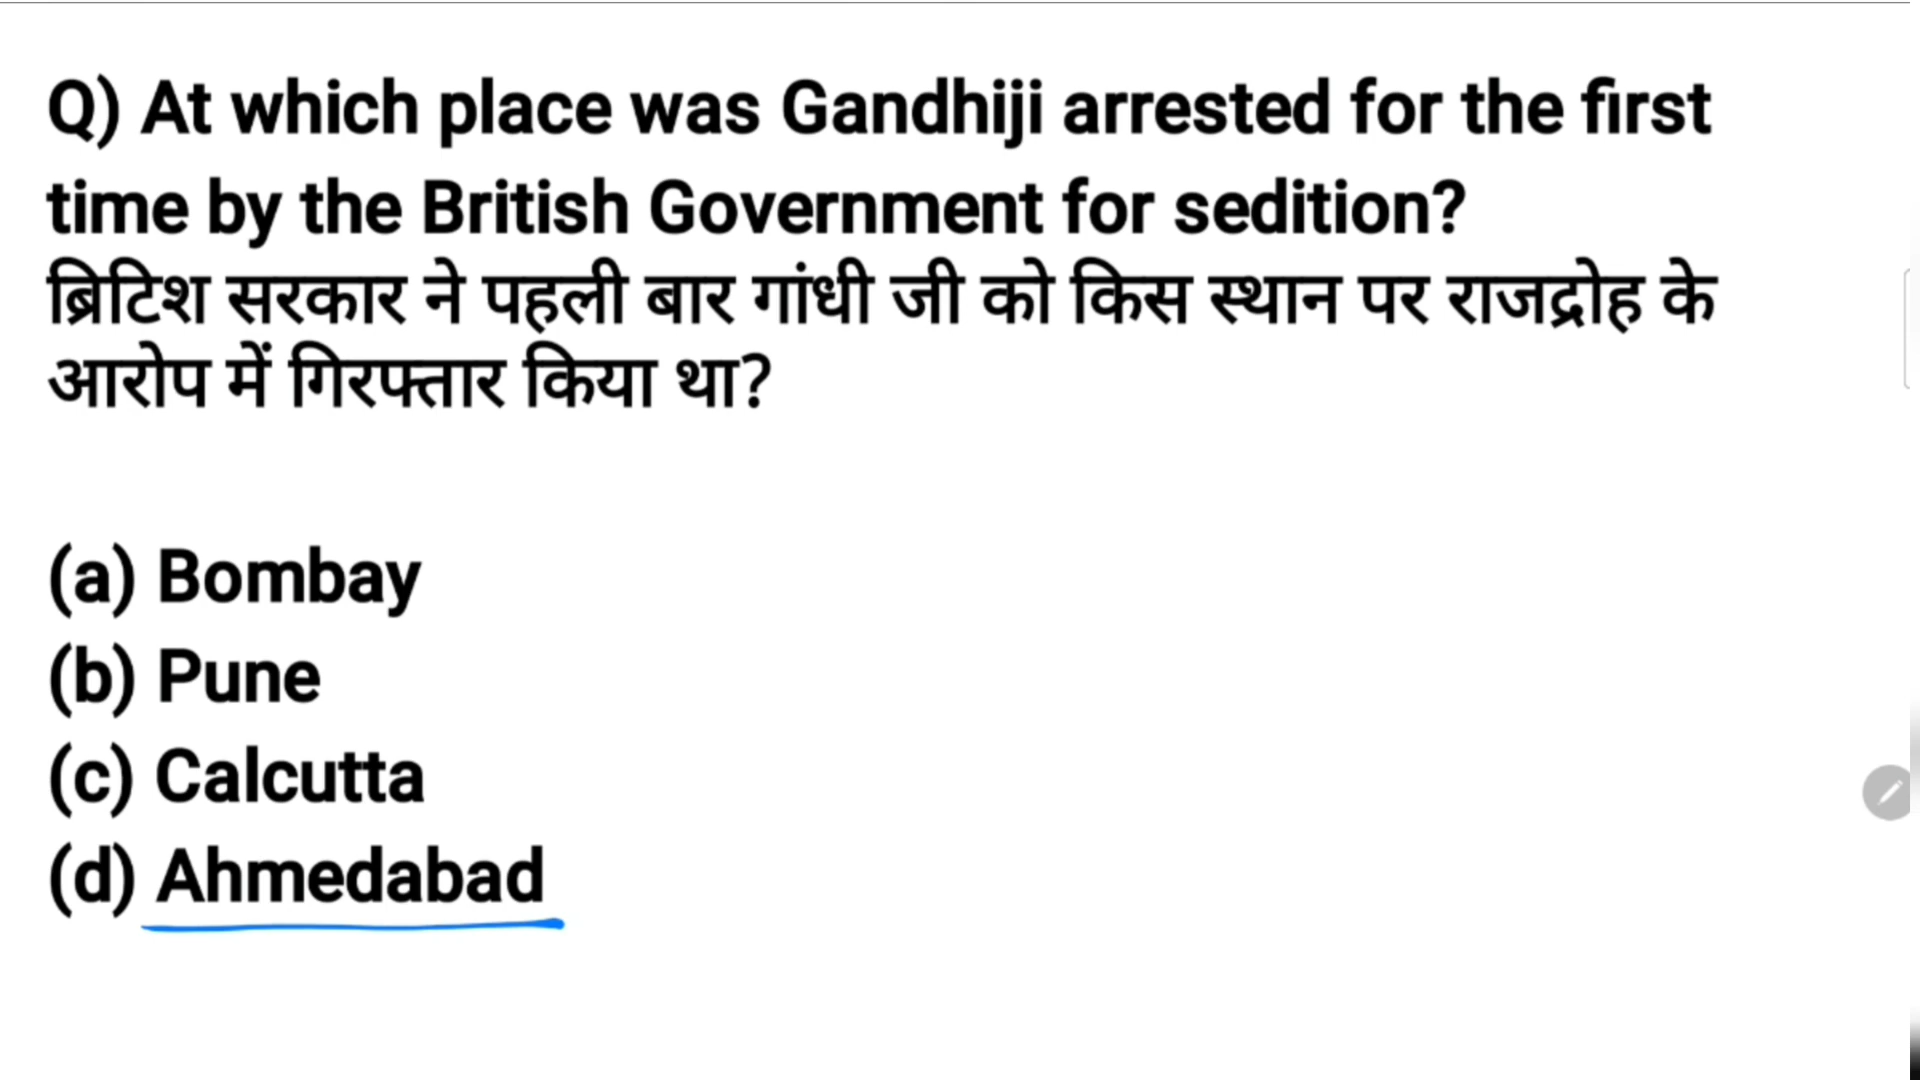 Q) At which place was Gandhiji arrested for the first
time by the British Government for sedition?
ब्रिटिश सरकार ने पहली बार गांधी जी को किस स्थान पर राजद्रोह के
आरोप में गिरफ्तार किया था?
(a) Bombay
(b) Pune
(c) Calcutta
(d) Ahmedabad